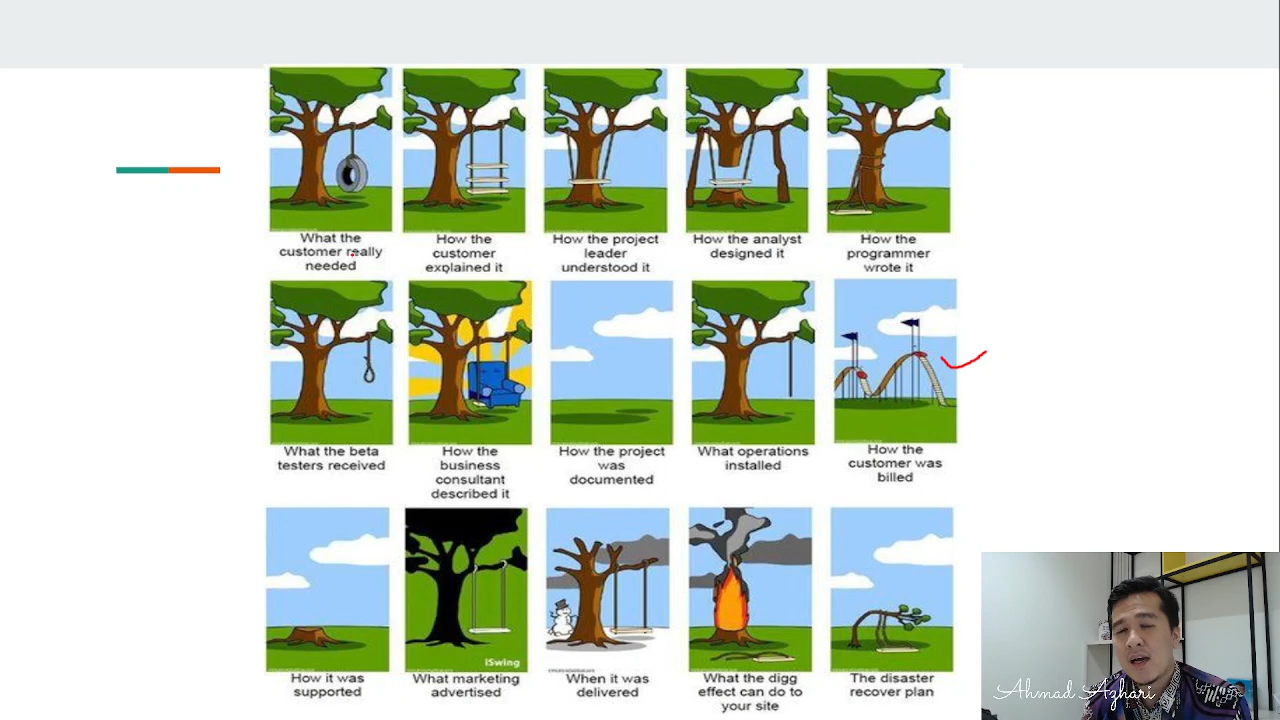 What the
customer really
needed
How the
customer
explained it
How the project
leader
understood it
How the analyst
designed it
How the
programmer
wrote it
What the beta
testers received
How the
business
consultant
described it
How the project
was
documented
What operations
installed
How the
customer was
billed
iSwing
How it was
supported
What marketing
advertised
When it was
delivered
What the digg
effect can do to
your site
The disaster
recover plan
Ahmad Azhari